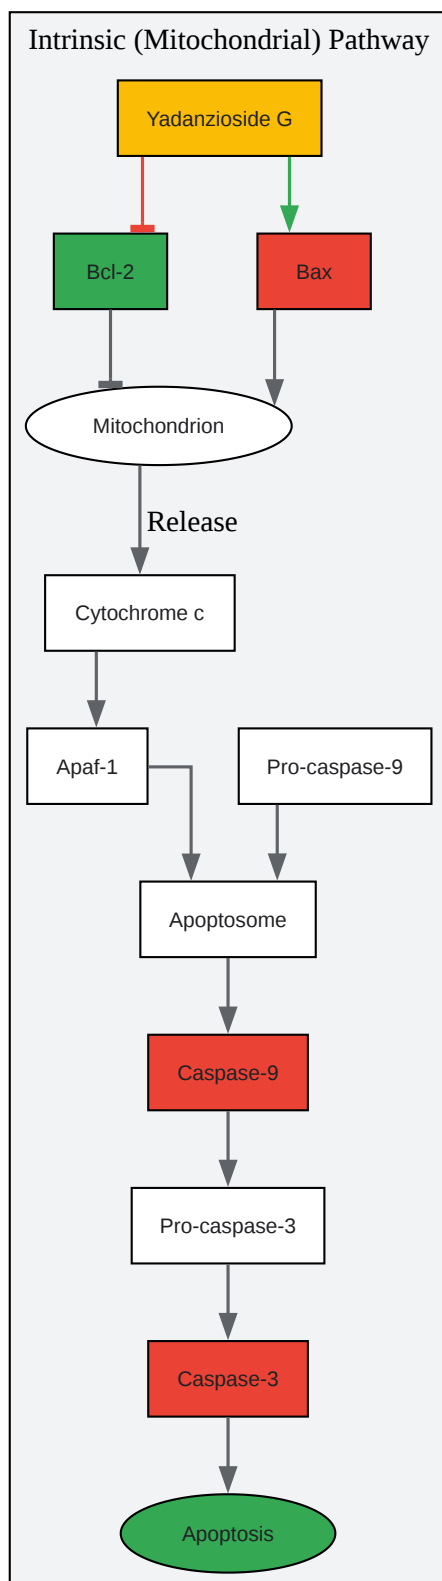 Intrinsic (Mitochondrial) Pathway
Yadanzioside G
Bcl-2
Bax
Mitochondrion
Release
Cytochrome c
Apaf-1
Pro-caspase-9
Apoptosome
Caspase-9
Pro-caspase-3
Caspase-3
Apoptosis